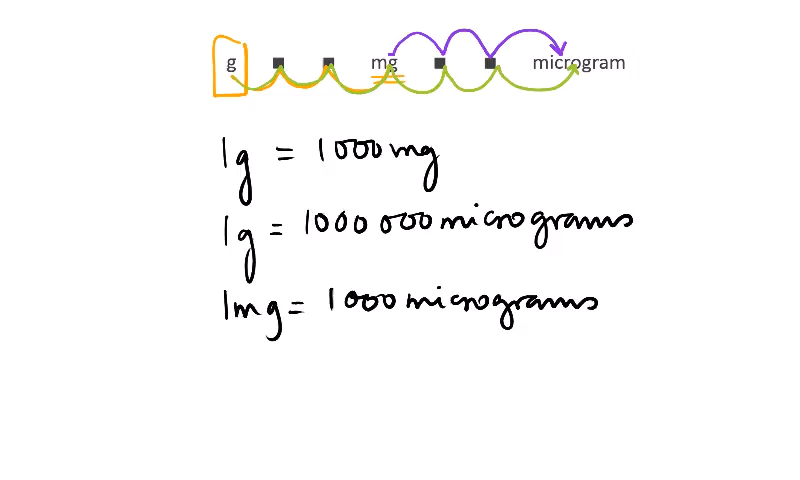 g ■ ■ mg ■ ■ microgram
1g = 1000mg
1g = 1000 000 micrograms
1mg = 1000 micrograms